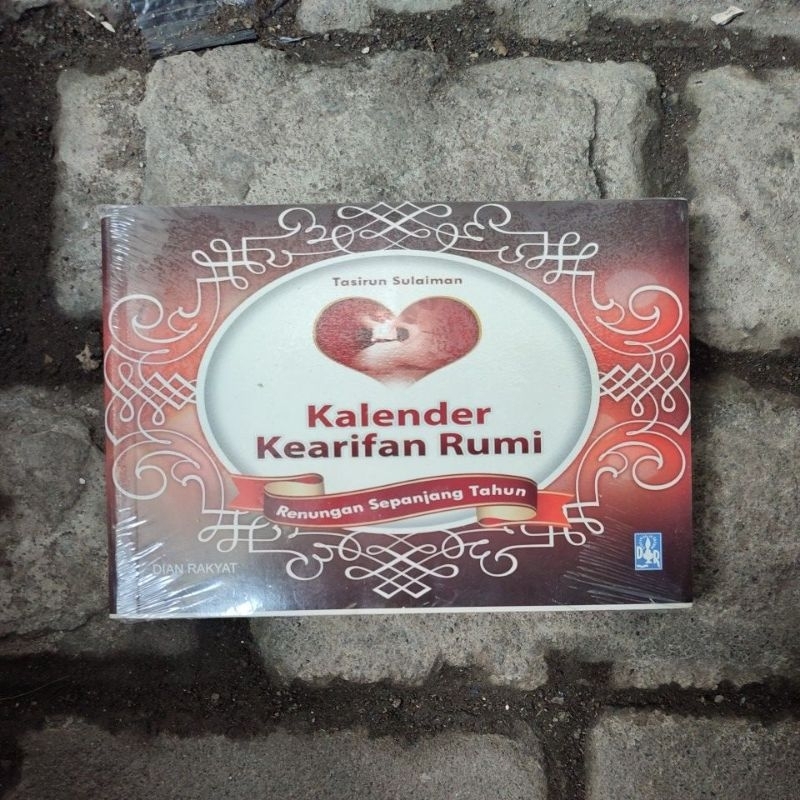 Tasirun Sulaiman
Kalender
Kearifan Rumi
Renungan Sepanjang Tahun
DIAN RAKYAT
D R